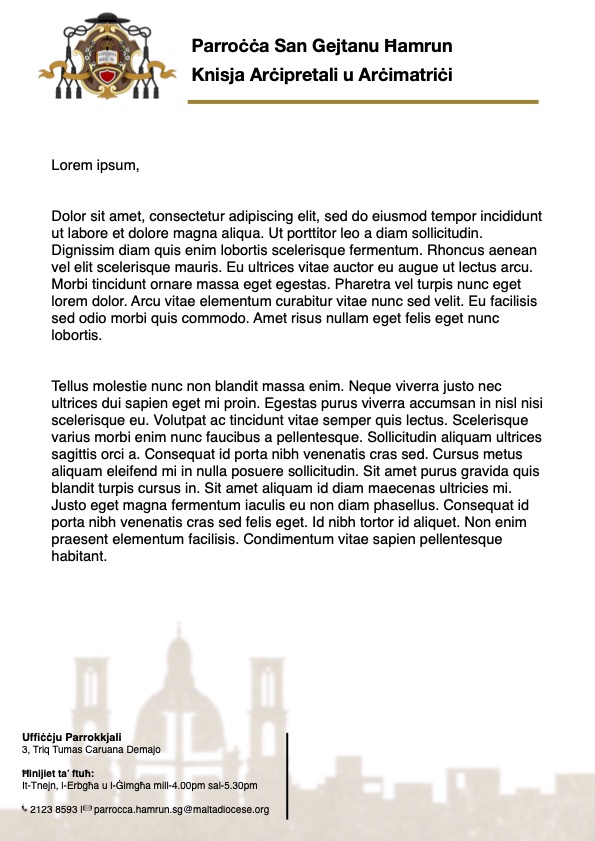 Parroċċa San Gejtanu Ħamrun
Knisja Arċipretali u Arċimatriċi
Lorem ipsum,
Dolor sit amet, consectetur adipiscing elit, sed do eiusmod tempor incididunt
ut labore et dolore magna aliqua. Ut porttitor leo a diam sollicitudin.
Dignissim diam quis enim lobortis scelerisque fermentum. Rhoncus aenean
vel elit scelerisque mauris. Eu ultrices vitae auctor eu augue ut lectus arcu.
Morbi tincidunt ornare massa eget egestas. Pharetra vel turpis nunc eget
lorem dolor. Arcu vitae elementum curabitur vitae nunc sed velit. Eu facilisis
sed odio morbi quis commodo. Amet risus nullam eget felis eget nunc
lobortis.
Tellus molestie nunc non blandit massa enim. Neque viverra justo nec
ultrices dui sapien eget mi proin. Egestas purus viverra accumsan in nisl nisi
scelerisque eu. Volutpat ac tincidunt vitae semper quis lectus. Scelerisque
varius morbi enim nunc faucibus a pellentesque. Sollicitudin aliquam ultrices
sagittis orci a. Consequat id porta nibh venenatis cras sed. Cursus metus
aliquam eleifend mi in nulla posuere sollicitudin. Sit amet purus gravida quis
blandit turpis cursus in. Sit amet aliquam id diam maecenas ultricies mi.
Justo eget magna fermentum iaculis eu non diam phasellus. Consequat id
porta nibh venenatis cras sed felis eget. Id nibh tortor id aliquet. Non enim
praesent elementum facilisis. Condimentum vitae sapien pellentesque
habitant.
Uffiċċju Parrokkjali
3, Triq Tumas Caruana Demajo
Ħinijiet ta' ftuħ:
It-Tnejn, l-Erbgħa u l-Ġimgħa mill-4.00pm sal-5.30pm
2123 8593 | parrocca.hamrun.sg@maltadiocese.org